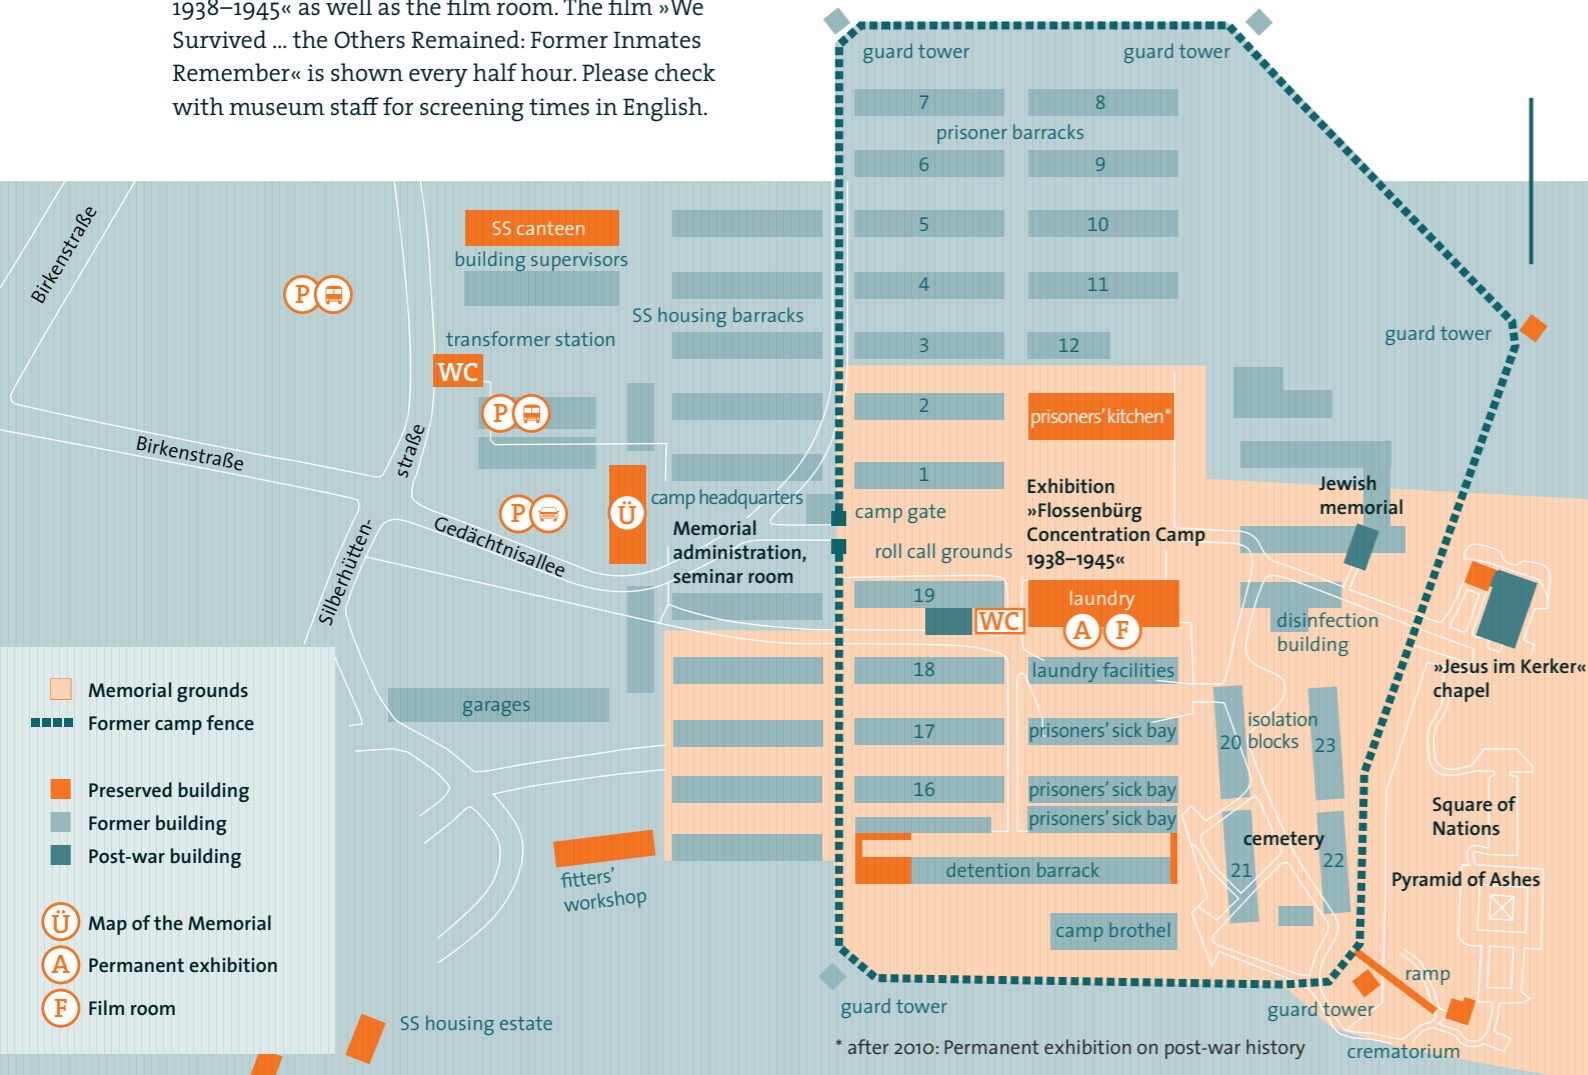 1938–1945« as well as the film room. The film »We
Survived ... the Others Remained: Former Inmates
Remember« is shown every half hour. Please check
with museum staff for screening times in English.
guard tower
guard tower
7
8
prisoner barracks
6
9
5
10
4
11
3
12
2
prisoners' kitchen*
1
Birkenstraße
P
SS canteen
building supervisors
SS housing barracks
transformer station
WC
P
Birkenstraße
straße
P
Ü
camp headquarters
Memorial
administration,
seminar room
Gedächtnisallee
Silberhütten-
camp gate
roll call grounds
Exhibition
»Flossenbürg
Concentration Camp
1938–1945«
guard tower
Jewish
memorial
19
WC
laundry
A
F
disinfection
building
»Jesus im Kerker«
chapel
18
laundry facilities
garages
17
prisoners' sick bay
20
isolation
blocks
23
16
prisoners' sick bay
prisoners' sick bay
Square of
Nations
cemetery
21
22
detention barrack
Pyramid of Ashes
fitters'
workshop
camp brothel
ramp
guard tower
guard tower
crematorium
SS housing estate
* after 2010: Permanent exhibition on post-war history
Memorial grounds
Former camp fence
Preserved building
Former building
Post-war building
Ü
Map of the Memorial
A
Permanent exhibition
F
Film room